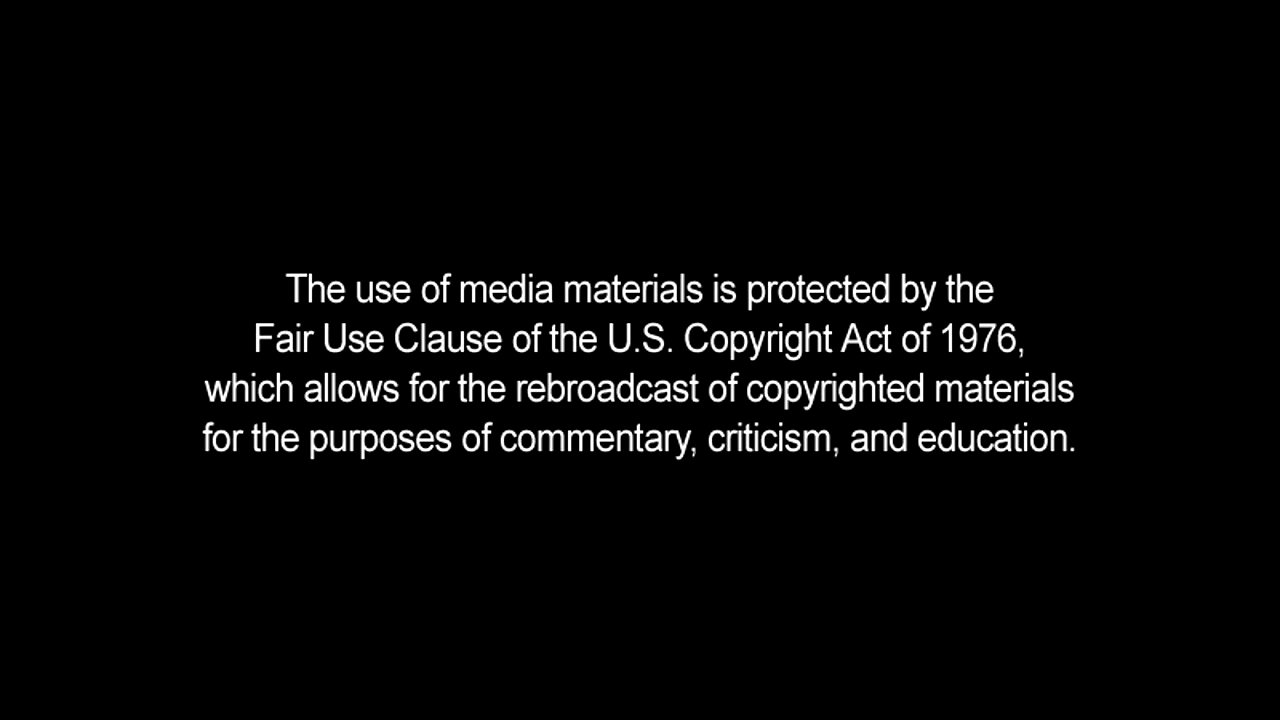 The use of media materials is protected by the
Fair Use Clause of the U.S. Copyright Act of 1976,
which allows for the rebroadcast of copyrighted materials
for the purposes of commentary, criticism, and education.